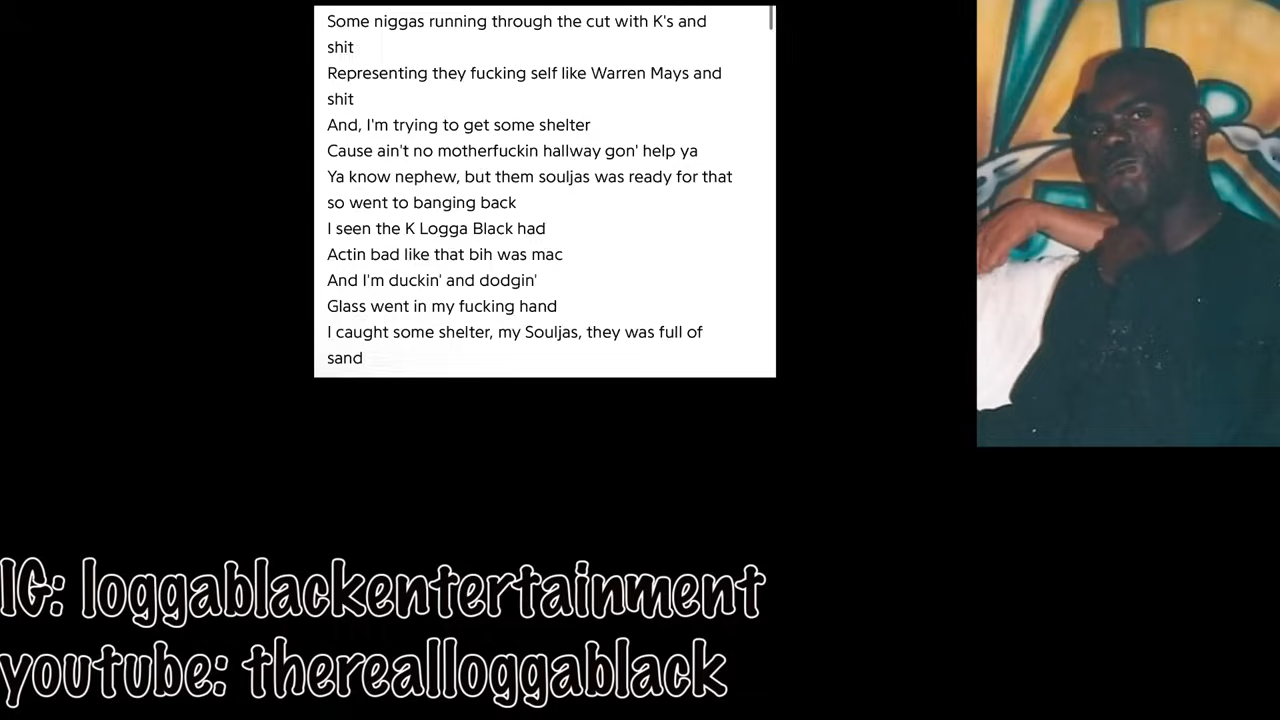 Some niggas running through the cut with K's and
shit
Representing they fucking self like Warren Mays and
shit
And, I'm trying to get some shelter
Cause ain't no motherfuckin hallway gon' help ya
Ya know nephew, but them souljas was ready for that
so went to banging back
I seen the K Logga Black had
Actin bad like that bih was mac
And I'm duckin' and dodgin'
Glass went in my fucking hand
I caught some shelter, my Souljas, they was full of
sand
IG: loggablackentertainment
youtube: therealloggablack